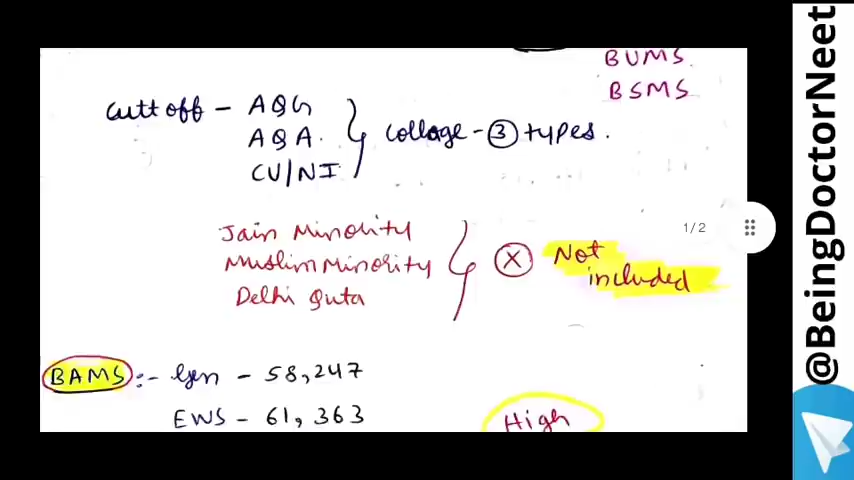 BUMS
BSMS
Cutt off - AQG
AQA
CU/NI
college - 3 types.
Jain Minority
Muslim Minority
Delhi Quta
X Not
included
1/2
BAMS :- Gen - 58,247
EWS - 61,363
High
@BeingDoctorNeet